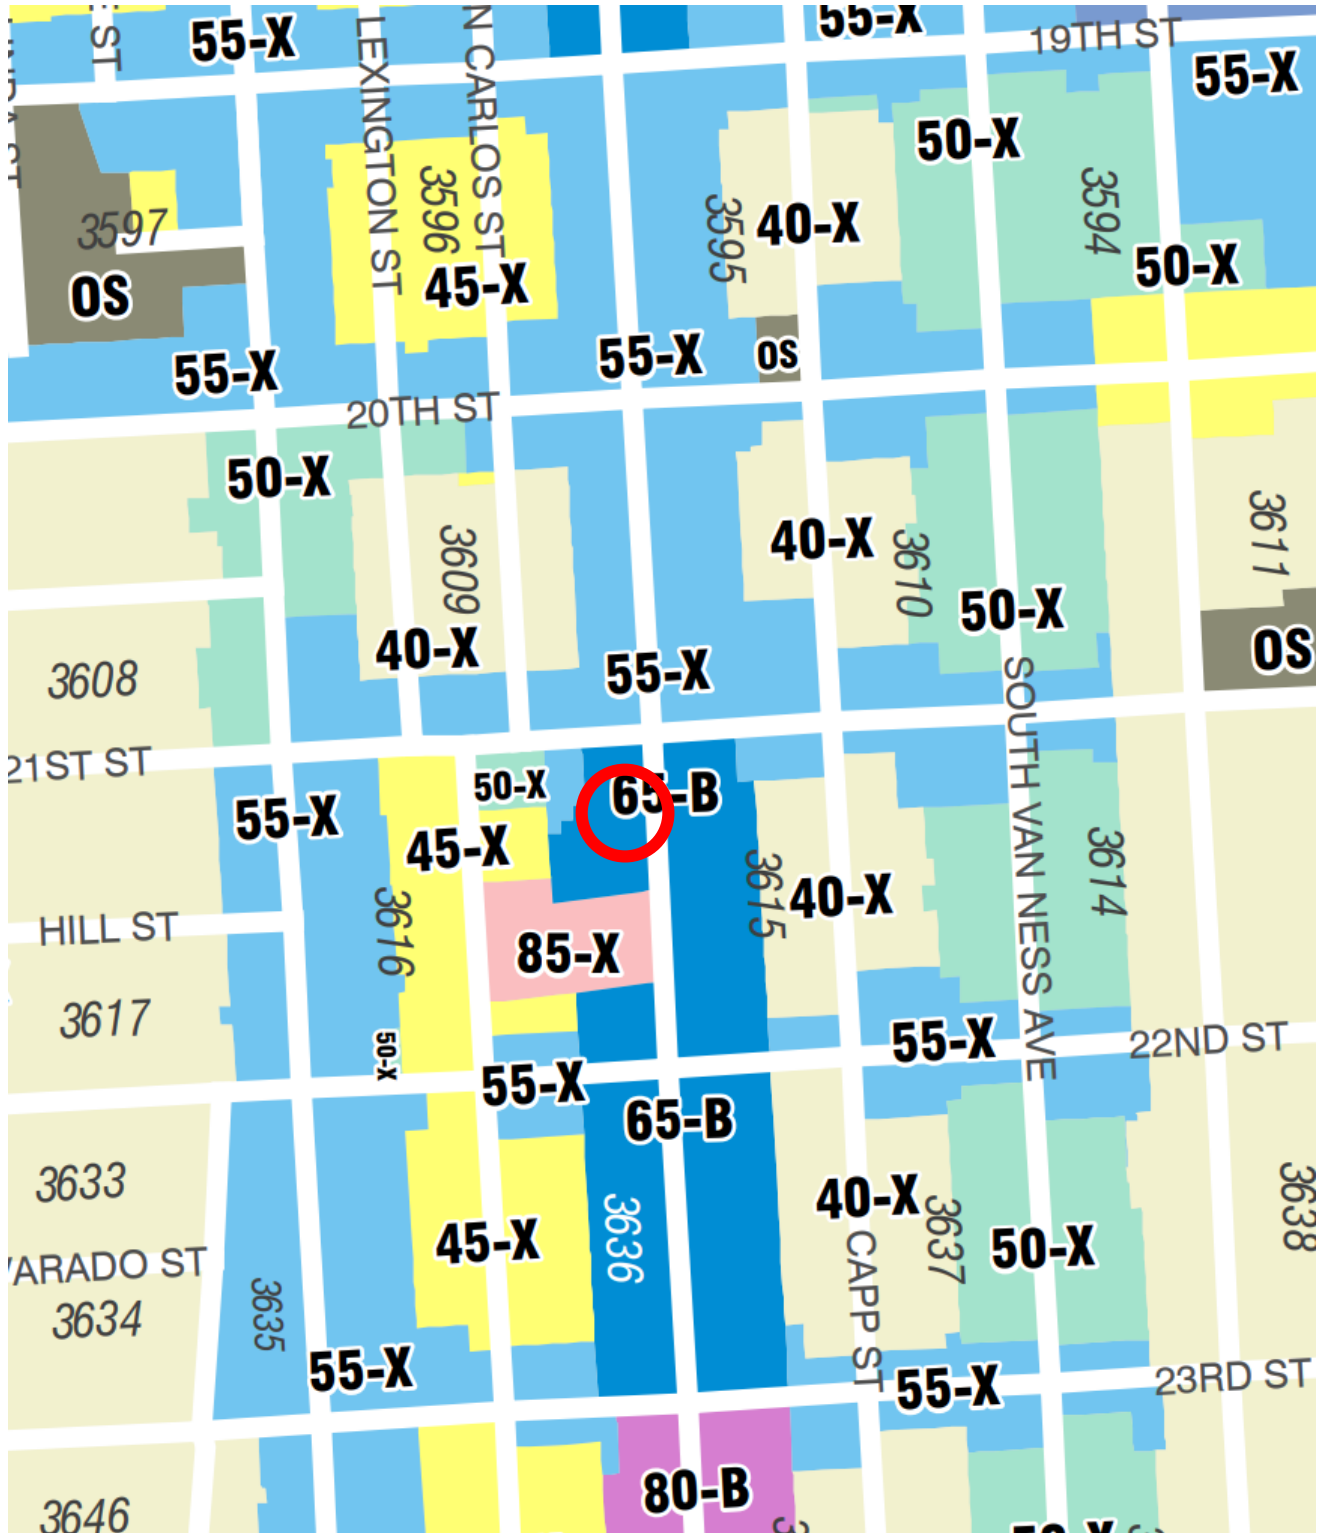 55-X
55-X
19TH ST
55-X
E ST
LEXINGTON ST
N CARLOS ST
50-X
3597
3596
3595
40-X
3594
50-X
OS
45-X
55-X
55-X
OS
20TH ST
50-X
40-X
3609
3610
3611
50-X
40-X
55-X
OS
3608
21ST ST
50-X
65-B
55-X
45-X
SOUTH VAN NESS AVE
3614
3615
40-X
HILL ST
3616
85-X
3617
50-X
55-X
22ND ST
55-X
65-B
3633
3636
40-X
3637
50-X
3638
45-X
VARADO ST
3634
3635
CAPP ST
55-X
55-X
23RD ST
80-B
3646
50-X